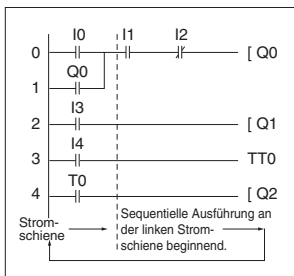 I0 I1 I2
0 [ Q0
Q0
1
I3
2 [ Q1
I4
3 TT0
T0
4 [ Q2
Strom-
schiene
Sequentielle Ausführung an
der linken Strom-
schiene beginnend.